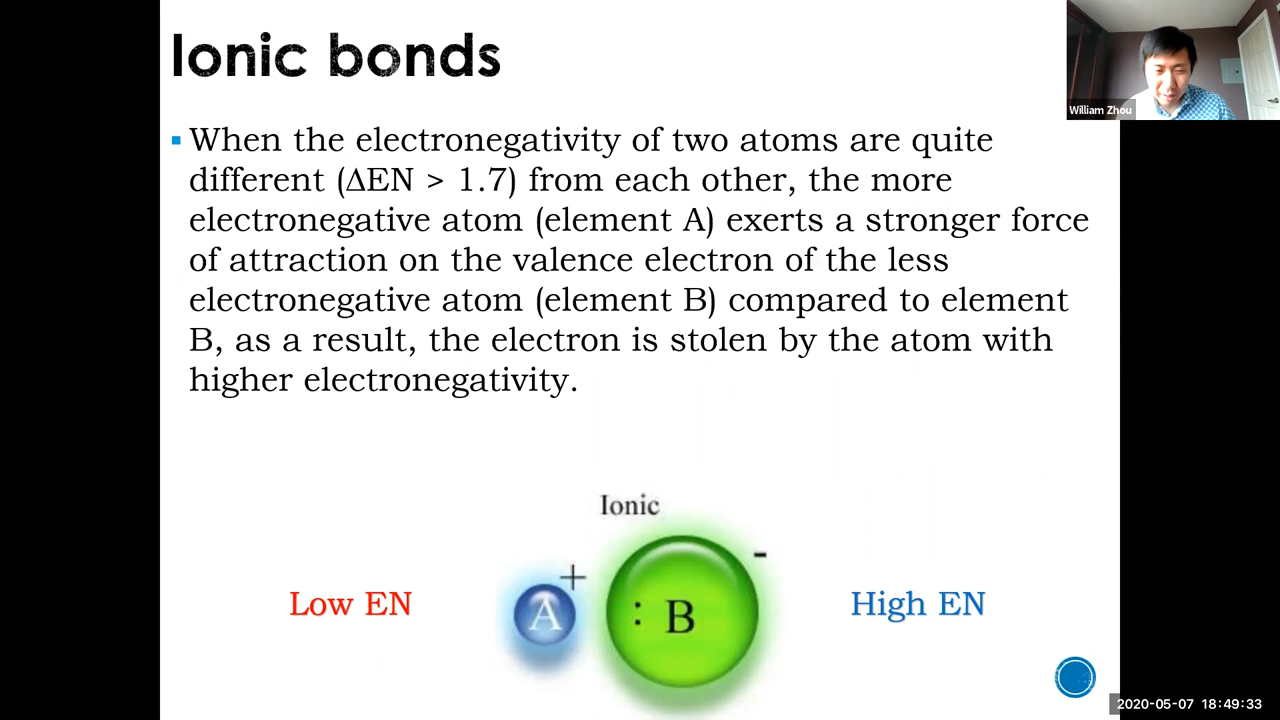 Ionic bonds
William Zhou
When the electronegativity of two atoms are quite
different (ΔEN > 1.7) from each other, the more
electronegative atom (element A) exerts a stronger force
of attraction on the valence electron of the less
electronegative atom (element B) compared to element
B, as a result, the electron is stolen by the atom with
higher electronegativity.
Ionic
Low EN
A +
: B -
High EN
2020-05-07 18:49:33